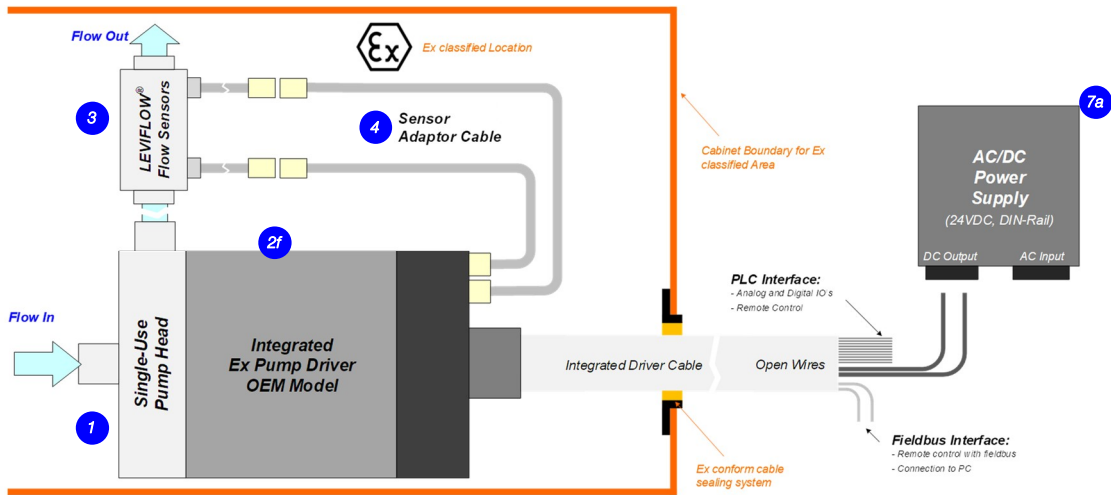 Flow Out
Ex
Ex classified Location
3
LEVIFLOW®
Flow Sensors
4
Sensor
Adaptor Cable
Cabinet Boundary for Ex
classified Area
7a
AC/DC
Power
Supply
(24VDC, DIN-Rail)
DC Output
AC Input
2f
Flow In
1
Single-Use
Pump Head
Integrated
Ex Pump Driver
OEM Model
Integrated Driver Cable
Open Wires
PLC Interface:
- Analog and Digital IO's
- Remote Control
Fieldbus Interface:
- Remote control with fieldbus
- Connection to PC
Ex conform cable
sealing system